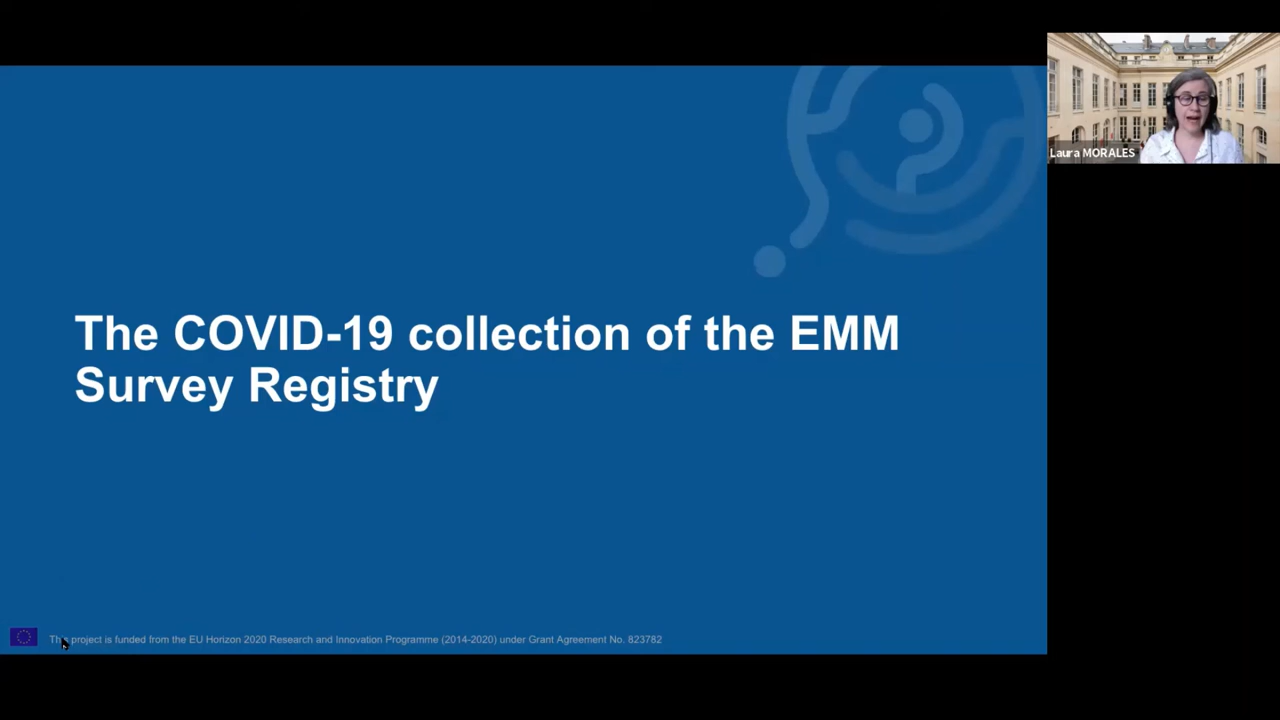 Laura MORALES
The COVID-19 collection of the EMM
Survey Registry
This project is funded from the EU Horizon 2020 Research and Innovation Programme (2014-2020) under Grant Agreement No. 823782